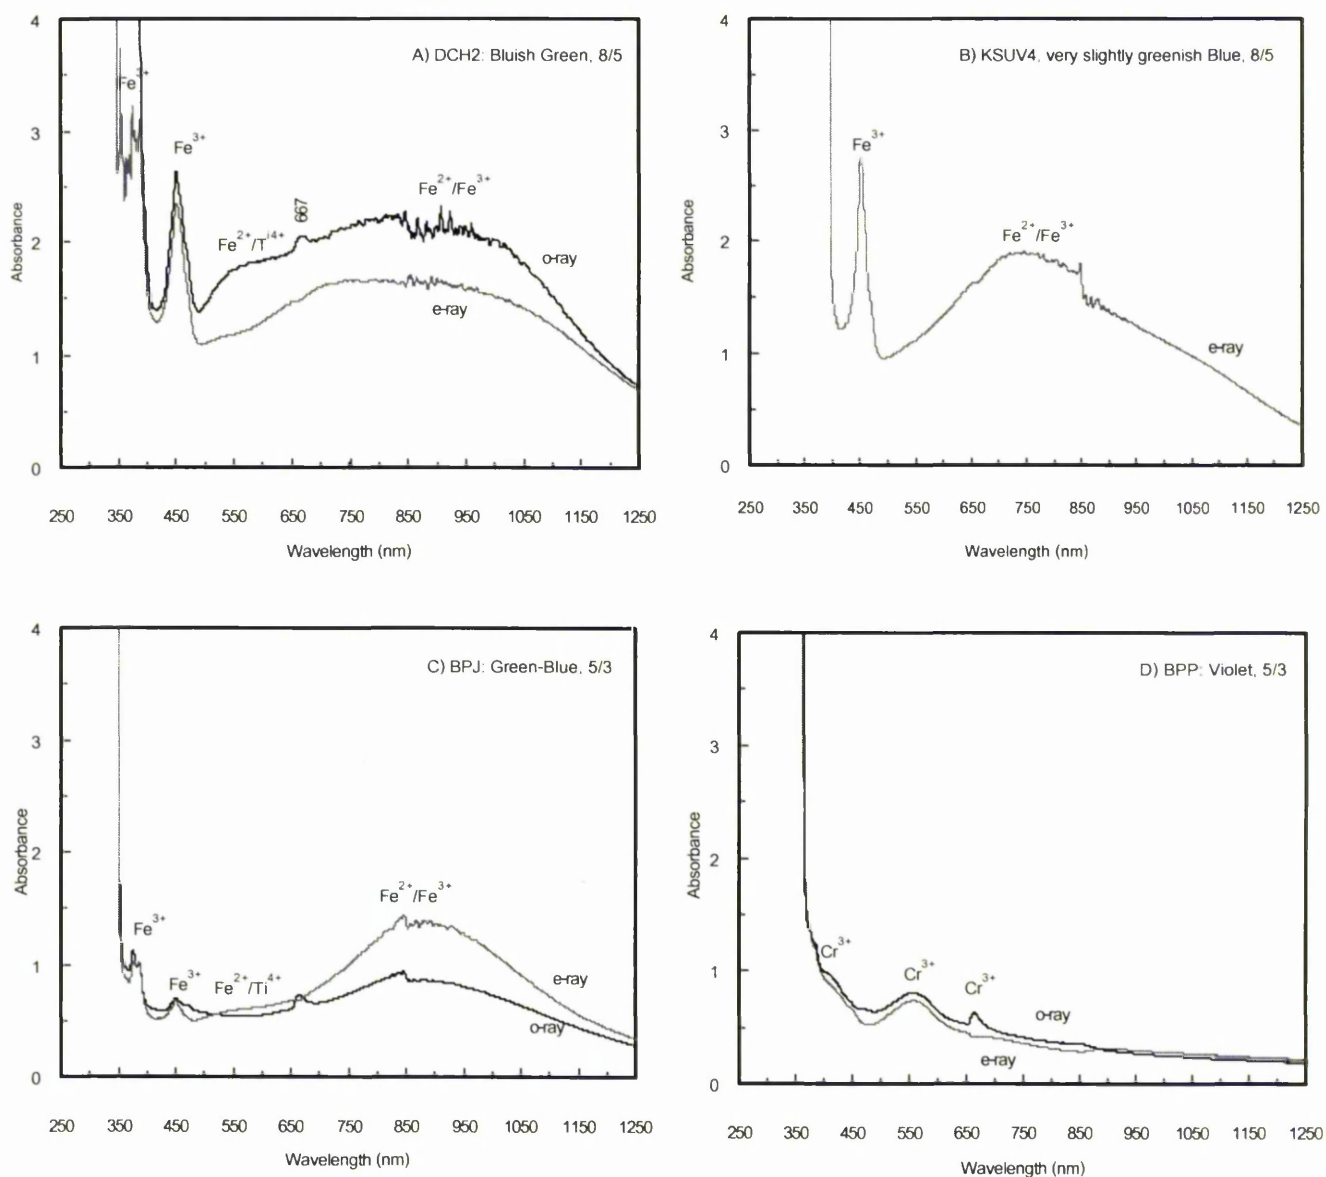 A) DCH2: Bluish Green, 8/5
4
3
2
1
0
Absorbance
Fe3+
Fe3+
Fe2+/Ti4+
667
Fe2+/Fe3+
o-ray
e-ray
250 350 450 550 650 750 850 950 1050 1150 1250
Wavelength (nm)
B) KSUV4, very slightly greenish Blue, 8/5
4
3
2
1
0
Absorbance
Fe3+
Fe2+/Fe3+
e-ray
250 350 450 550 650 750 850 950 1050 1150 1250
Wavelength (nm)
C) BPJ: Green-Blue, 5/3
4
3
2
1
0
Absorbance
Fe3+
Fe3+
Fe2+/Ti4+
Fe2+/Fe3+
e-ray
o-ray
250 350 450 550 650 750 850 950 1050 1150 1250
Wavelength (nm)
D) BPP: Violet, 5/3
4
3
2
1
0
Absorbance
Cr3+
Cr3+
Cr3+
o-ray
e-ray
250 350 450 550 650 750 850 950 1050 1150 1250
Wavelength (nm)